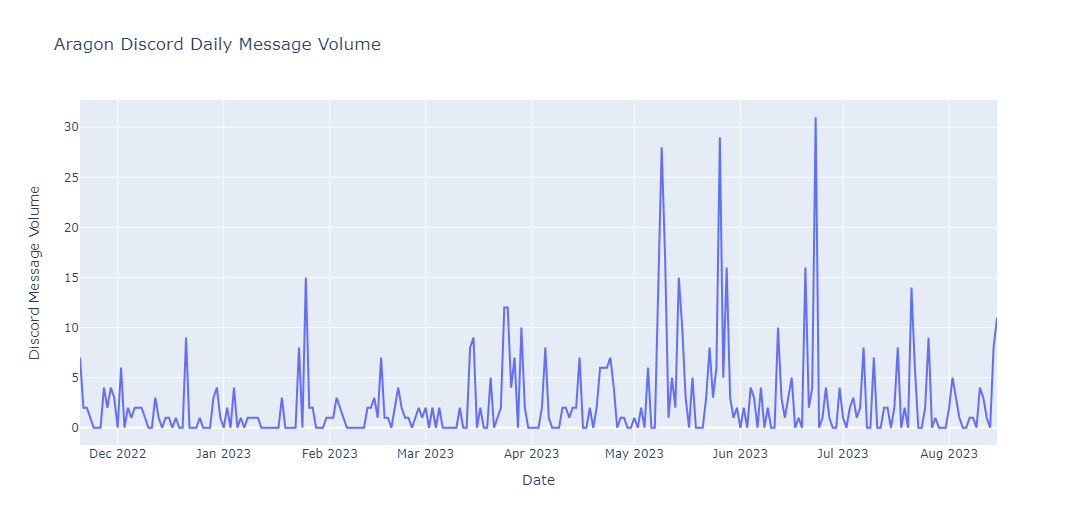 Aragon Discord Daily Message Volume
Discord Message Volume
30
25
20
15
10
5
0
Dec 2022 Jan 2023 Feb 2023 Mar 2023 Apr 2023 May 2023 Jun 2023 Jul 2023 Aug 2023
Date